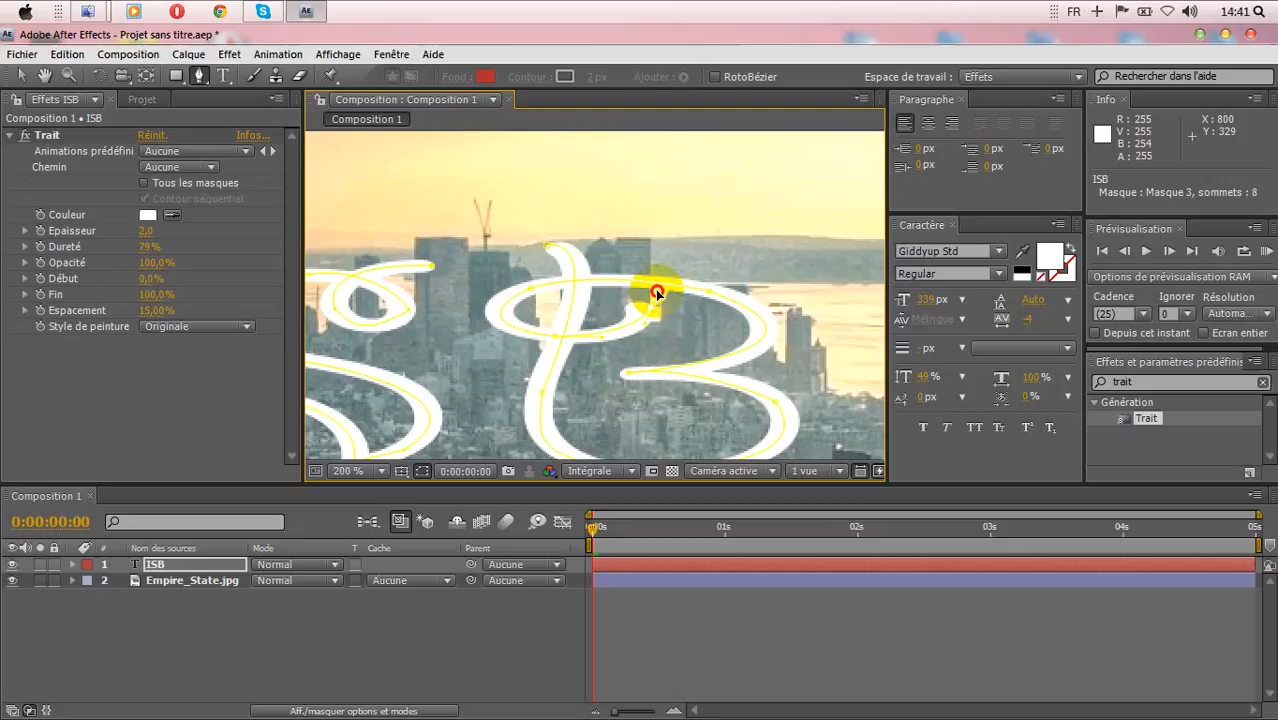 FR 14:41
Adobe After Effects - Projet sans titre.aep *
Fichier Edition Composition Calque Effet Animation Affichage Fenêtre Aide
Fond : Contour : 2 px Ajouter : RotoBézier Espace de travail : Effets Rechercher dans l'aide
Effets ISB Projet
Composition 1 • ISB
fx Trait Réinit. Infos...
Animations prédéfini Aucune
Chemin Aucune
Tous les masques
Contour séquentiel
Couleur
Epaisseur 2,0
Dureté 79%
Opacité 100,0%
Début 0,0%
Fin 100,0%
Espacement 15,00%
Style de peinture Originale
Composition : Composition 1
Composition 1
200 % 0:00:00:00 Intégrale Caméra active 1 vue
Paragraphe
0 px 0 px 0 px
0 px 0 px
Caractère
Giddyup Std
Regular
339 px Auto
Métrique -4
- px
49 % 100 %
0 px 0 %
T T TT Tт T¹ T₁
Info
R : 255
V : 255
B : 254
A : 255
X : 800
Y : 329
ISB
Masque : Masque 3, sommets : 8
Prévisualisation
Options de prévisualisation RAM
Cadence Ignorer Résolution
(25) 0 Automa...
Depuis cet instant Ecran entier
Effets et paramètres prédéfinis
trait
Génération
Trait
Composition 1
0:00:00:00
:00s 01s 02s 03s 04s 05s
# Nom des sources Mode T Cache Parent
1 T ISB Normal Aucune
2 Empire_State.jpg Normal Aucune Aucune
Aff./masquer options et modes